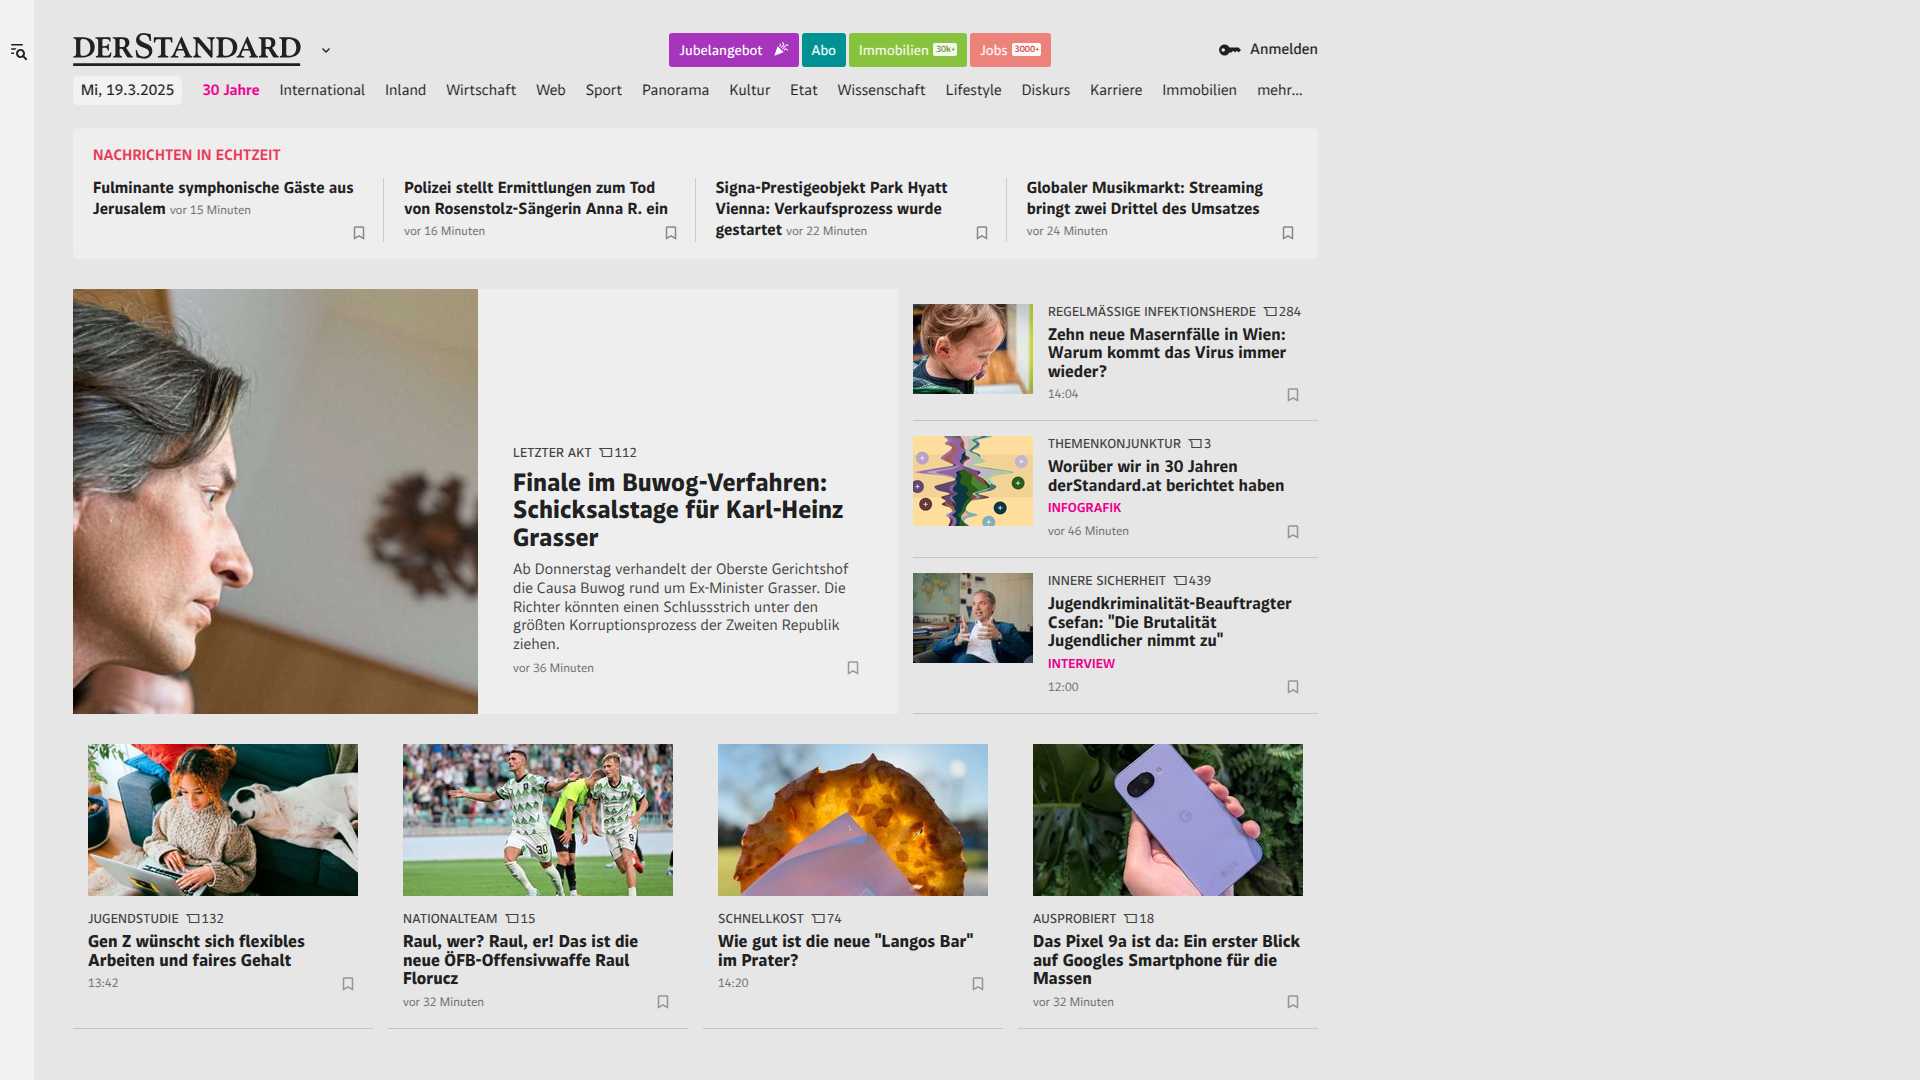 DERSTANDARD
Jubelangebot
Abo
Immobilien 30k+
Jobs 3000+
Anmelden
Mi, 19.3.2025
30 Jahre
International
Inland
Wirtschaft
Web
Sport
Panorama
Kultur
Etat
Wissenschaft
Lifestyle
Diskurs
Karriere
Immobilien
mehr...
NACHRICHTEN IN ECHTZEIT
Fulminante symphonische Gäste aus
Jerusalem vor 15 Minuten
Polizei stellt Ermittlungen zum Tod
von Rosenstolz-Sängerin Anna R. ein
vor 16 Minuten
Signa-Prestigeobjekt Park Hyatt
Vienna: Verkaufsprozess wurde
gestartet vor 22 Minuten
Globaler Musikmarkt: Streaming
bringt zwei Drittel des Umsatzes
vor 24 Minuten
LETZTER AKT 112
Finale im Buwog-Verfahren:
Schicksalstage für Karl-Heinz
Grasser
Ab Donnerstag verhandelt der Oberste Gerichtshof
die Causa Buwog rund um Ex-Minister Grasser. Die
Richter könnten einen Schlussstrich unter den
größten Korruptionsprozess der Zweiten Republik
ziehen.
vor 36 Minuten
REGELMÄSSIGE INFEKTIONSHERDE 284
Zehn neue Masernfälle in Wien:
Warum kommt das Virus immer
wieder?
14:04
THEMENKONJUNKTUR 3
Worüber wir in 30 Jahren
derStandard.at berichtet haben
INFOGRAFIK
vor 46 Minuten
INNERE SICHERHEIT 439
Jugendkriminalität-Beauftragter
Csefan: "Die Brutalität
Jugendlicher nimmt zu"
INTERVIEW
12:00
JUGENDSTUDIE 132
Gen Z wünscht sich flexibles
Arbeiten und faires Gehalt
13:42
30
9
NATIONALTEAM 15
Raul, wer? Raul, er! Das ist die
neue ÖFB-Offensivwaffe Raul
Florucz
vor 32 Minuten
SCHNELLKOST 74
Wie gut ist die neue "Langos Bar"
im Prater?
14:20
AUSPROBIERT 18
Das Pixel 9a ist da: Ein erster Blick
auf Googles Smartphone für die
Massen
vor 32 Minuten